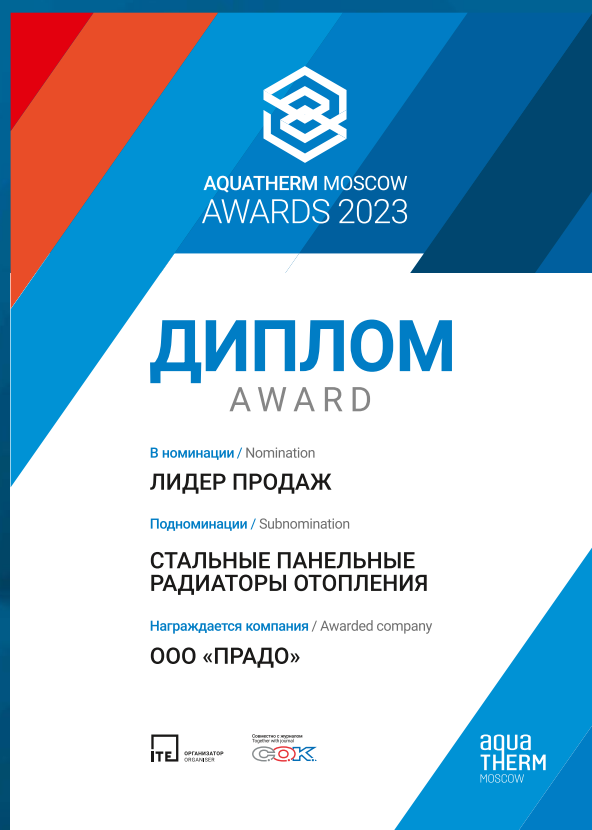 AQUATHERM MOSCOW
AWARDS 2023
ДИПЛОМ
AWARD
В номинации / Nomination
ЛИДЕР ПРОДАЖ
Подноминации / Subnomination
СТАЛЬНЫЕ ПАНЕЛЬНЫЕ
РАДИАТОРЫ ОТОПЛЕНИЯ
Награждается компания / Awarded company
ООО «ПРАДО»
ITE
ОРГАНИЗАТОР
ORGANISER
Совместно с журналом
Together with journal
С.О.К.
aqua
THERM
MOSCOW